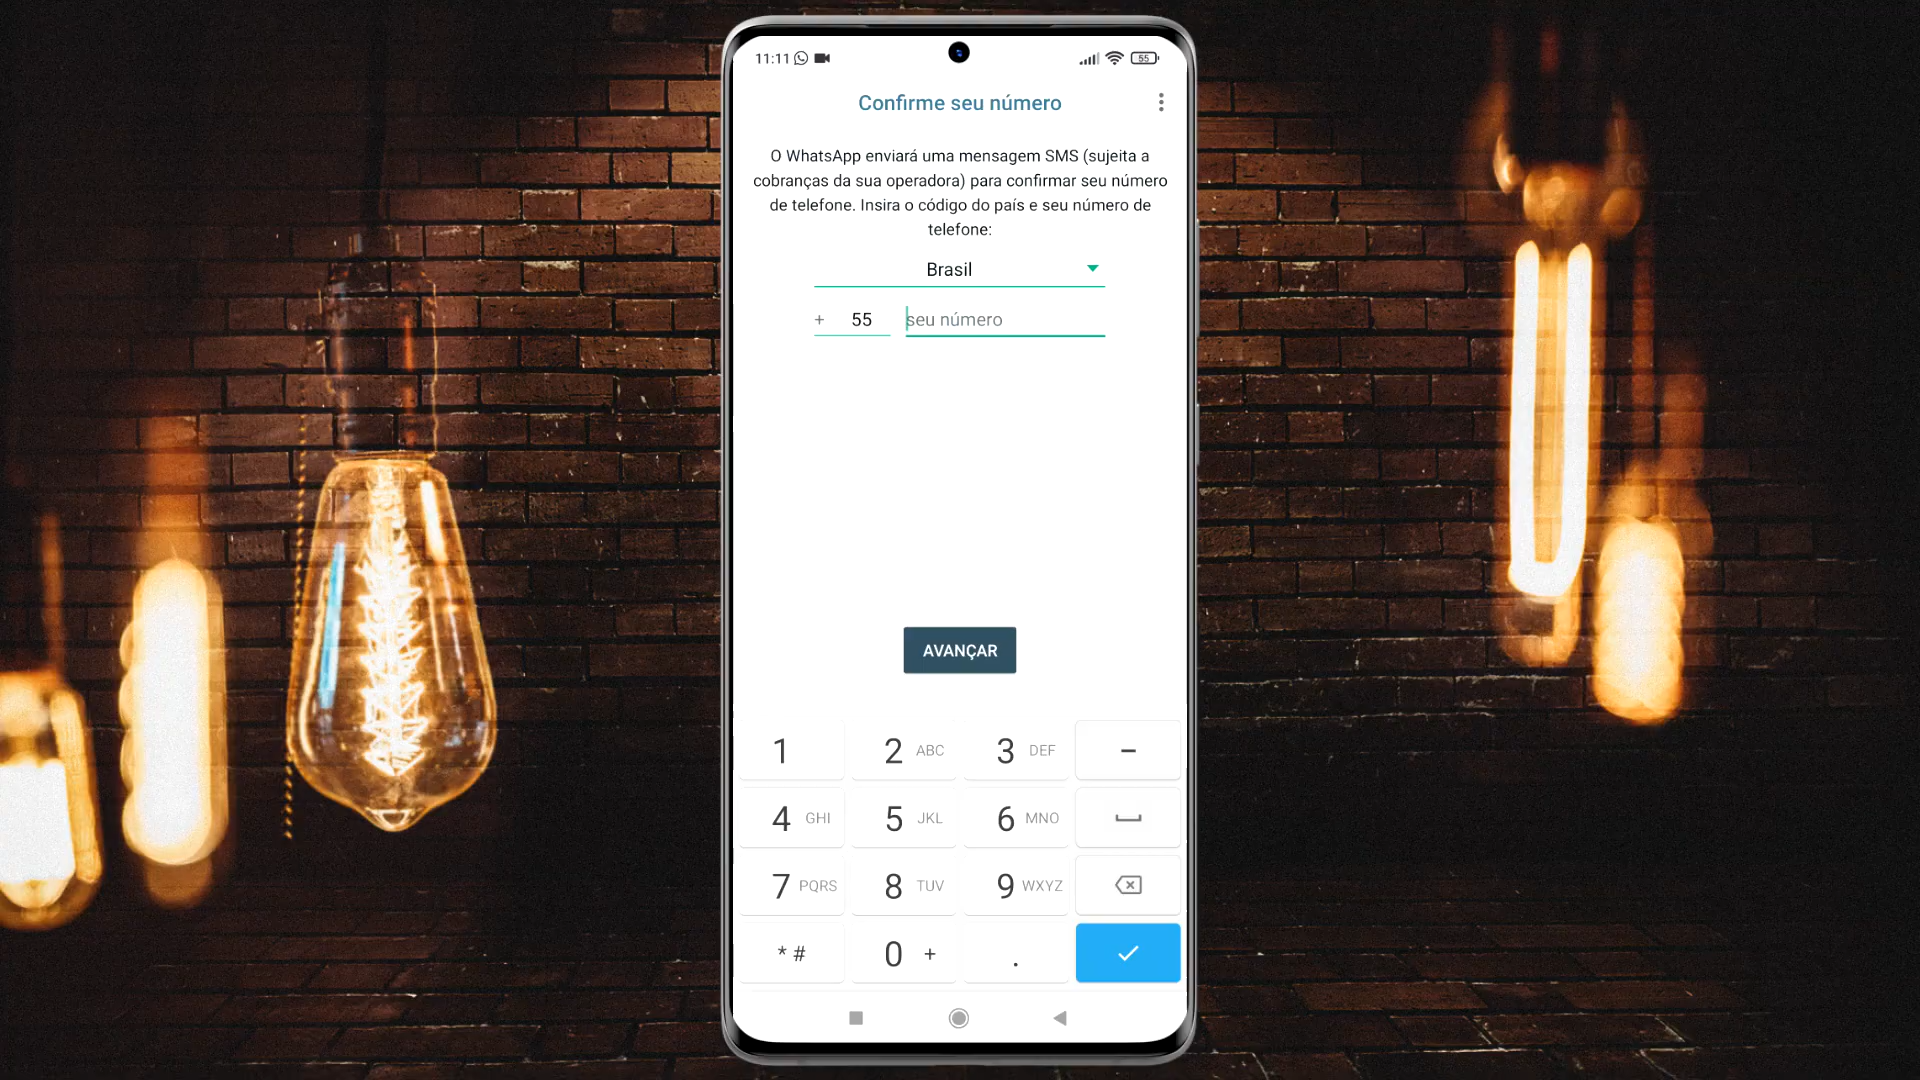 11:11
55
Confirme seu número
O WhatsApp enviará uma mensagem SMS (sujeita a
cobranças da sua operadora) para confirmar seu número
de telefone. Insira o código do país e seu número de
telefone:
Brasil
+ 55 seu número
AVANÇAR
1 2 ABC 3 DEF –
4 GHI 5 JKL 6 MNO
7 PQRS 8 TUV 9 WXYZ
* # 0 + .